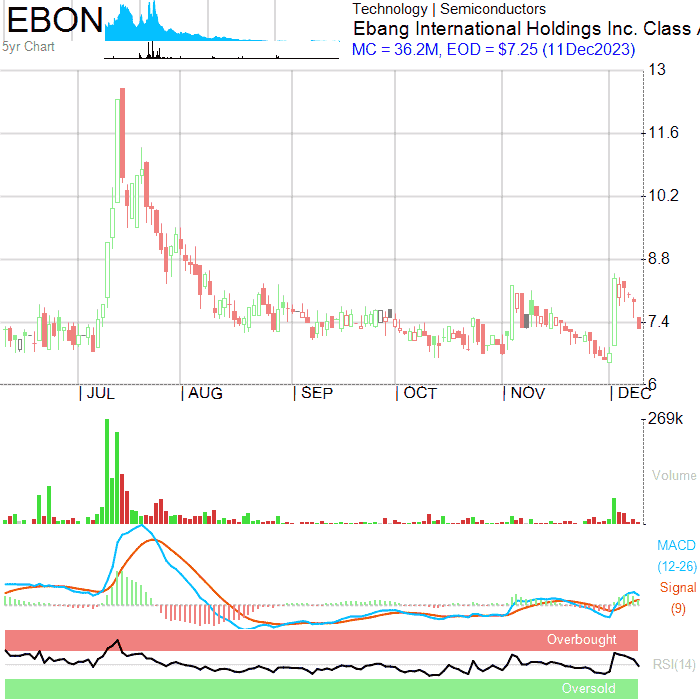 EBON
5yr Chart
Technology | Semiconductors
Ebang International Holdings Inc. Class A
MC = 36.2M, EOD = $7.25 (11Dec2023)
13
11.6
10.2
8.8
7.4
6
| JUL | AUG | SEP | OCT | NOV | DEC
269k
Volume
MACD
(12-26)
Signal
(9)
Overbought
RSI(14)
Oversold